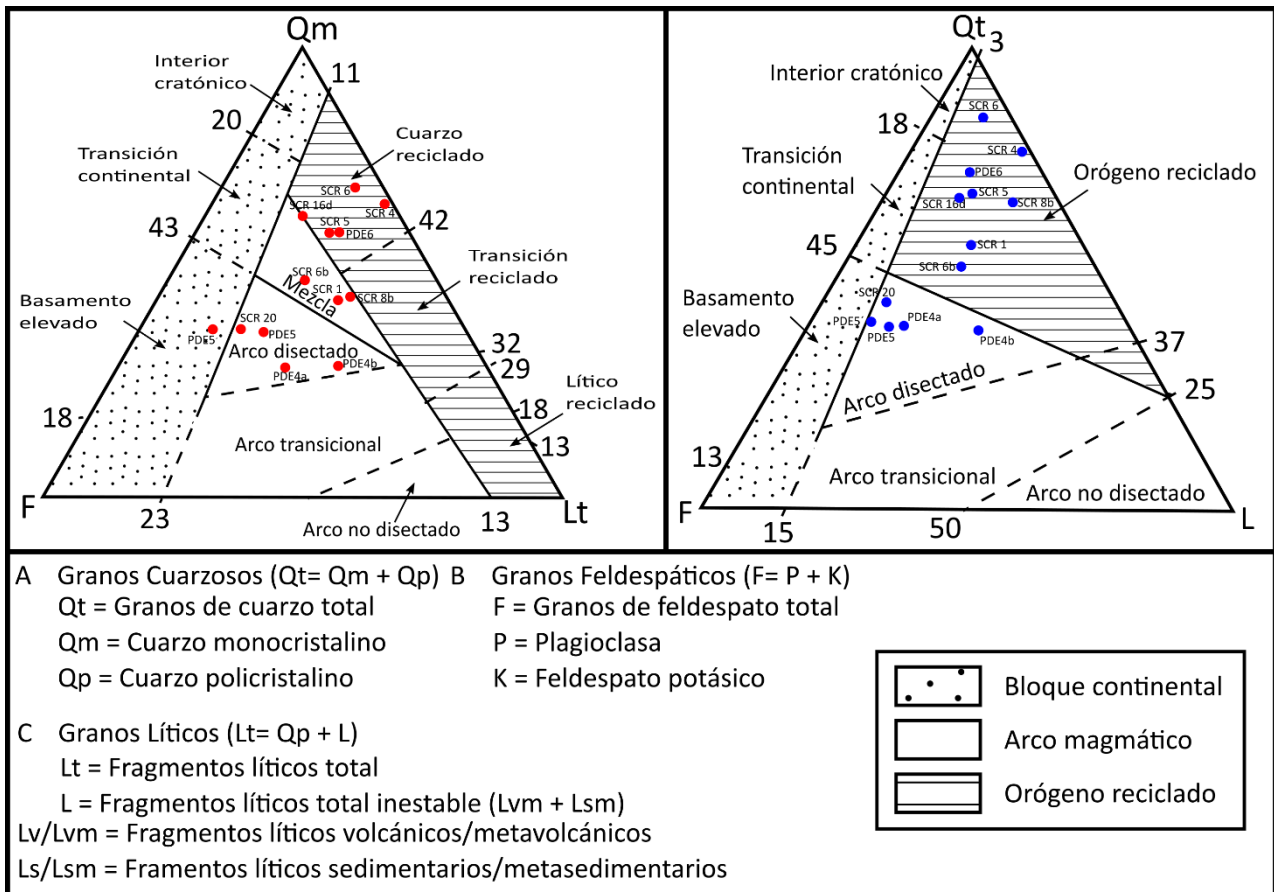 Qm
Interior
cratónico
11
20
Cuarzo
reciclado
Transición
continental
SCR 6
SCR 16d
SCR 4
SCR 5
PDE6
42
43
SCR 6b
SCR 1
SCR 8b
Mezcla
Transición
reciclado
Basamento
elevado
SCR 20
PDE5´
PDE5
Arco disectado
PDE4a
PDE4b
32
29
Lítico
reciclado
18
18
Arco transicional
13
F
23
Arco no disectado
13
Lt
Qt
3
Interior cratónico
SCR 6
18
SCR 4
Transición
continental
PDE6
SCR 5
SCR 16d
SCR 8b
Orógeno reciclado
45
SCR 1
SCR 6b
Basamento
elevado
SCR 20
PDE5´
PDE5
PDE4a
PDE4b
37
Arco disectado
25
13
Arco transicional
Arco no disectado
F
15
50
L
A Granos Cuarzosos (Qt= Qm + Qp)
Qt = Granos de cuarzo total
Qm = Cuarzo monocristalino
Qp = Cuarzo policristalino
B Granos Feldespáticos (F= P + K)
F = Granos de feldespato total
P = Plagioclasa
K = Feldespato potásico
C Granos Líticos (Lt= Qp + L)
Lt = Fragmentos líticos total
L = Fragmentos líticos total inestable (Lvm + Lsm)
Lv/Lvm = Fragmentos líticos volcánicos/metavolcánicos
Ls/Lsm = Framentos líticos sedimentarios/metasedimentarios
Bloque continental
Arco magmático
Orógeno reciclado